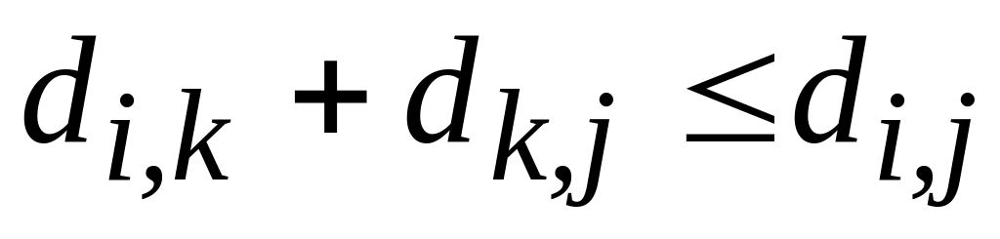 d_{i,k} + d_{k,j} ≤ d_{i,j}